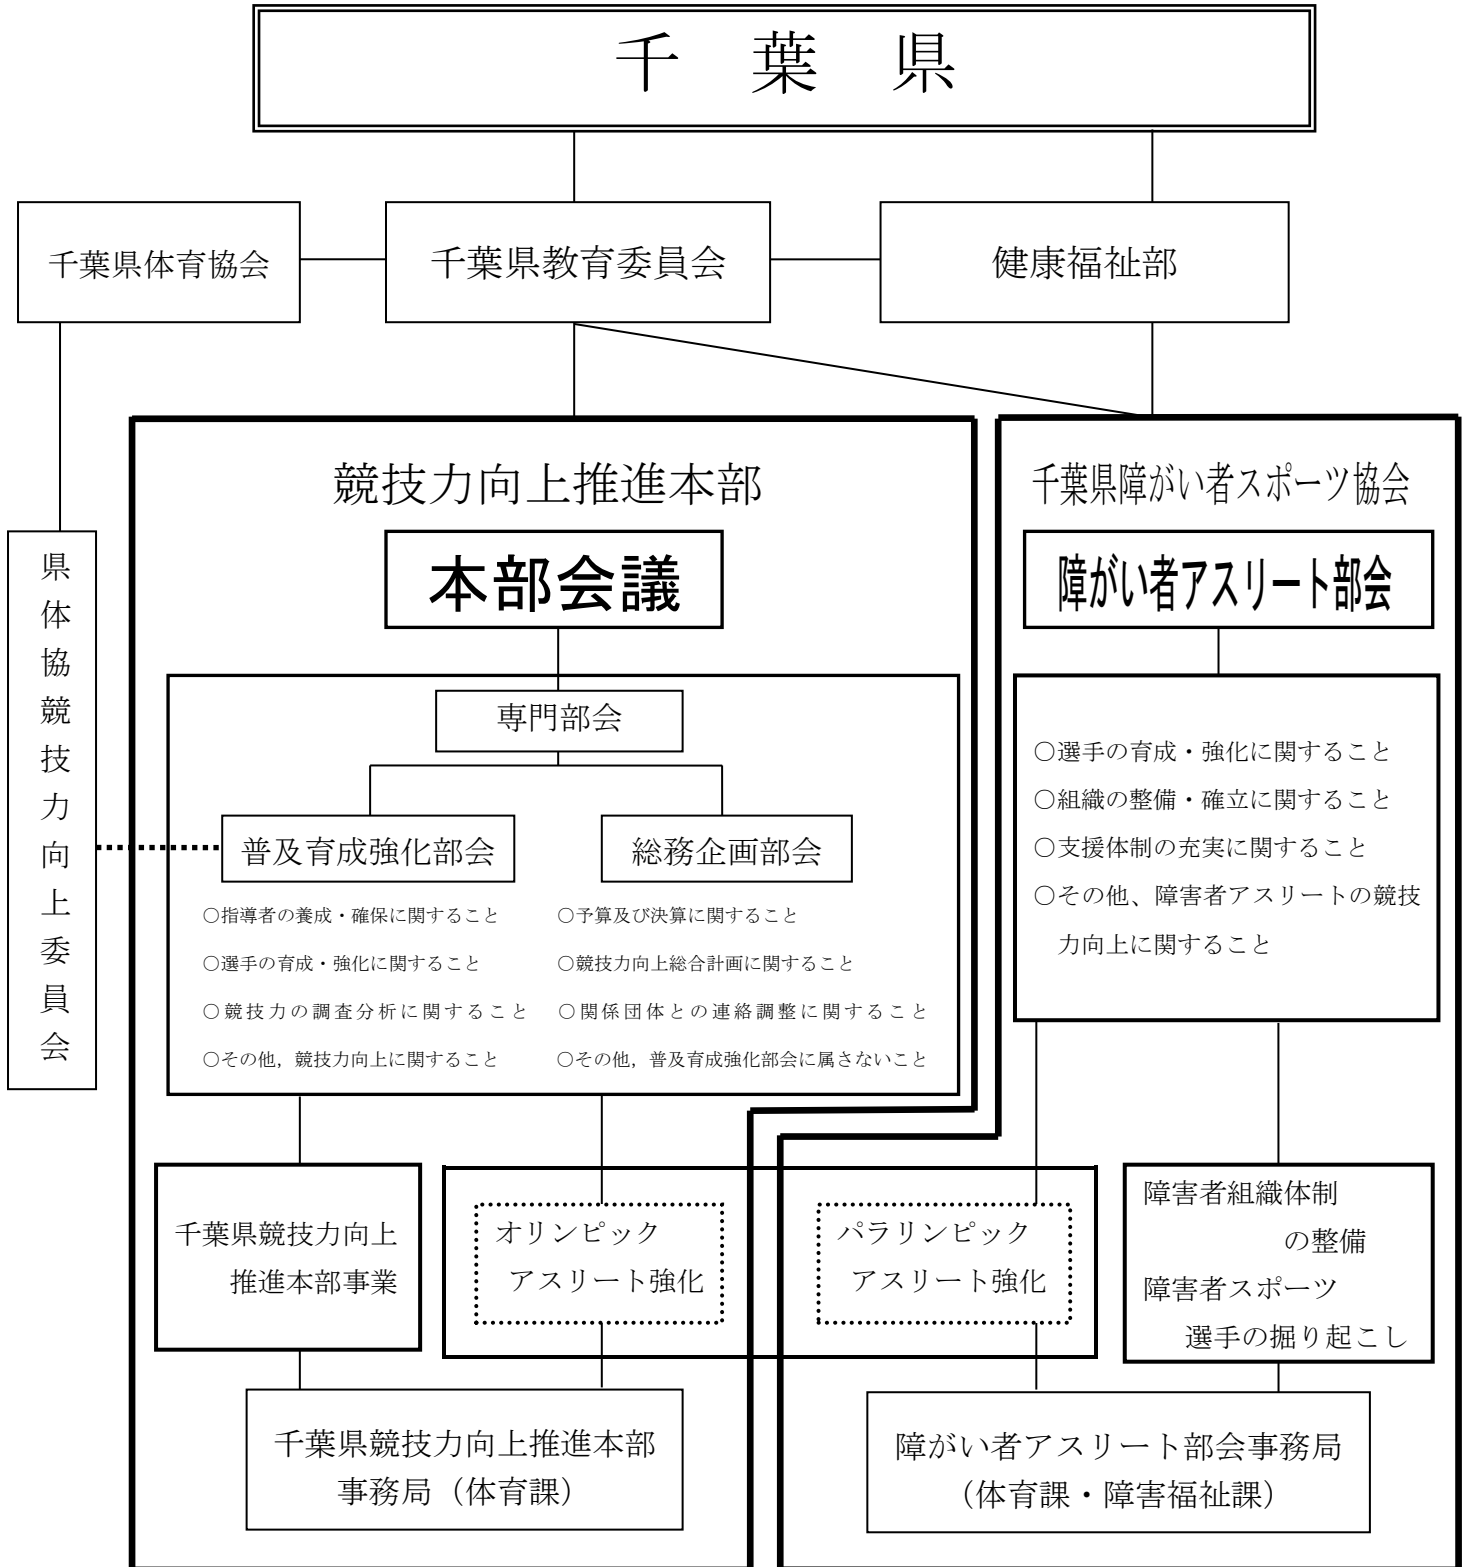 千　葉　県
千葉県体育協会
千葉県教育委員会
健康福祉部
県体協競技力向上委員会
競技力向上推進本部
本部会議
専門部会
普及育成強化部会
○指導者の養成・確保に関すること
○選手の育成・強化に関すること
○競技力の調査分析に関すること
○その他，競技力向上に関すること
総務企画部会
○予算及び決算に関すること
○競技力向上総合計画に関すること
○関係団体との連絡調整に関すること
○その他，普及育成強化部会に属さないこと
千葉県障がい者スポーツ協会
障がい者アスリート部会
○選手の育成・強化に関すること
○組織の整備・確立に関すること
○支援体制の充実に関すること
○その他、障害者アスリートの競技
力向上に関すること
千葉県競技力向上
推進本部事業
オリンピック
アスリート強化
パラリンピック
アスリート強化
障害者組織体制
の整備
障害者スポーツ
選手の掘り起こし
千葉県競技力向上推進本部
事務局（体育課）
障がい者アスリート部会事務局
（体育課・障害福祉課）